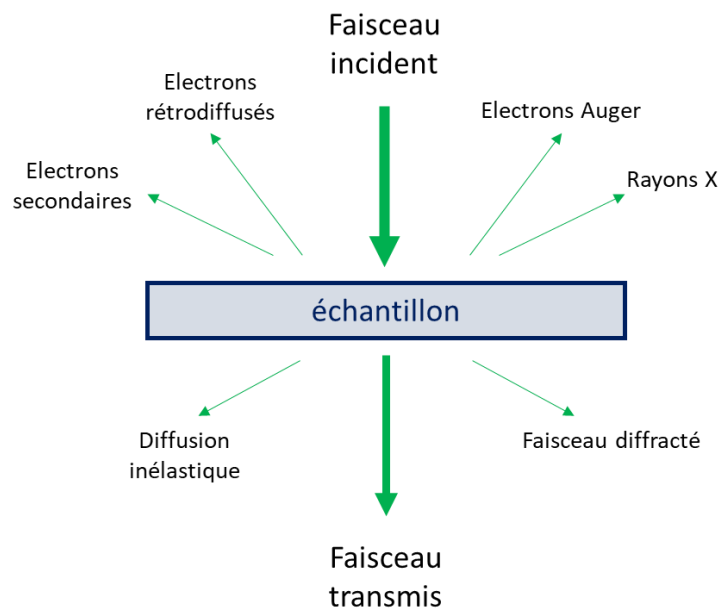 Faisceau
incident
Electrons
rétrodiffusés
Electrons Auger
Electrons
secondaires
Rayons X
échantillon
Diffusion
inélastique
Faisceau diffracté
Faisceau
transmis